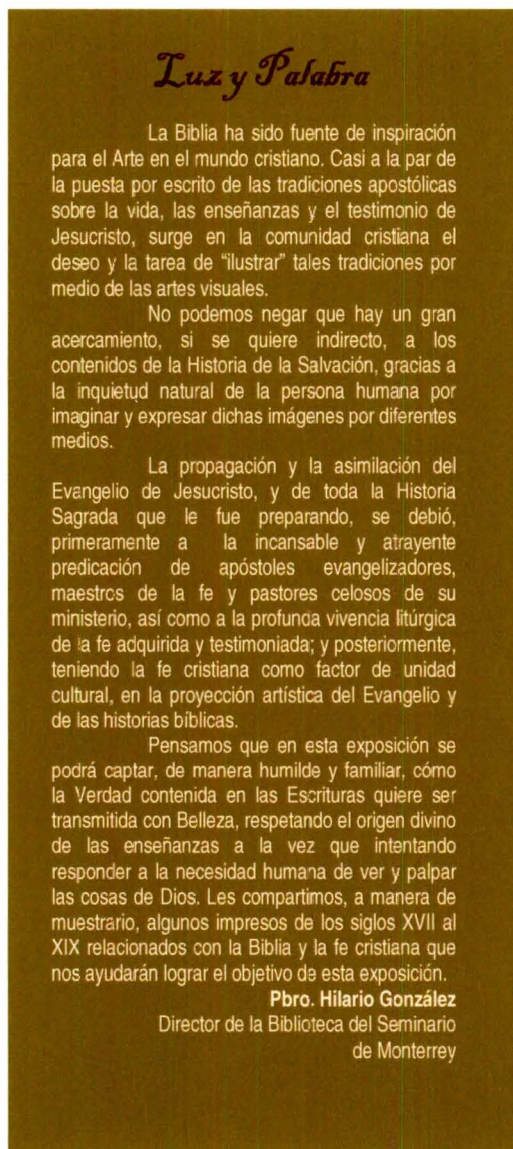 Luz y Palabra
La Biblia ha sido fuente de inspiración
para el Arte en el mundo cristiano. Casi a la par de
la puesta por escrito de las tradiciones apostólicas
sobre la vida, las enseñanzas y el testimonio de
Jesucristo, surge en la comunidad cristiana el
deseo y la tarea de “ilustrar” tales tradiciones por
medio de las artes visuales.
No podemos negar que hay un gran
acercamiento, si se quiere indirecto, a los
contenidos de la Historia de la Salvación, gracias a
la inquietud natural de la persona humana por
imaginar y expresar dichas imágenes por diferentes
medios.
La propagación y la asimilación del
Evangelio de Jesucristo, y de toda la Historia
Sagrada que le fue preparando, se debió,
primeramente a la incansable y atrayente
predicación de apóstoles evangelizadores,
maestros de la fe y pastores celosos de su
ministerio, así como a la profunda vivencia litúrgica
de la fe adquirida y testimoniada; y posteriormente,
teniendo la fe cristiana como factor de unidad
cultural, en la proyección artística del Evangelio y
de las historias bíblicas.
Pensamos que en esta exposición se
podrá captar, de manera humilde y familiar, cómo
la Verdad contenida en las Escrituras quiere ser
transmitida con Belleza, respetando el origen divino
de las enseñanzas a la vez que intentando
responder a la necesidad humana de ver y palpar
las cosas de Dios. Les compartimos, a manera de
muestrario, algunos impresos de los siglos XVII al
XIX relacionados con la Biblia y la fe cristiana que
nos ayudarán lograr el objetivo de esta exposición.
Pbro. Hilario González
Director de la Biblioteca del Seminario
de Monterrey